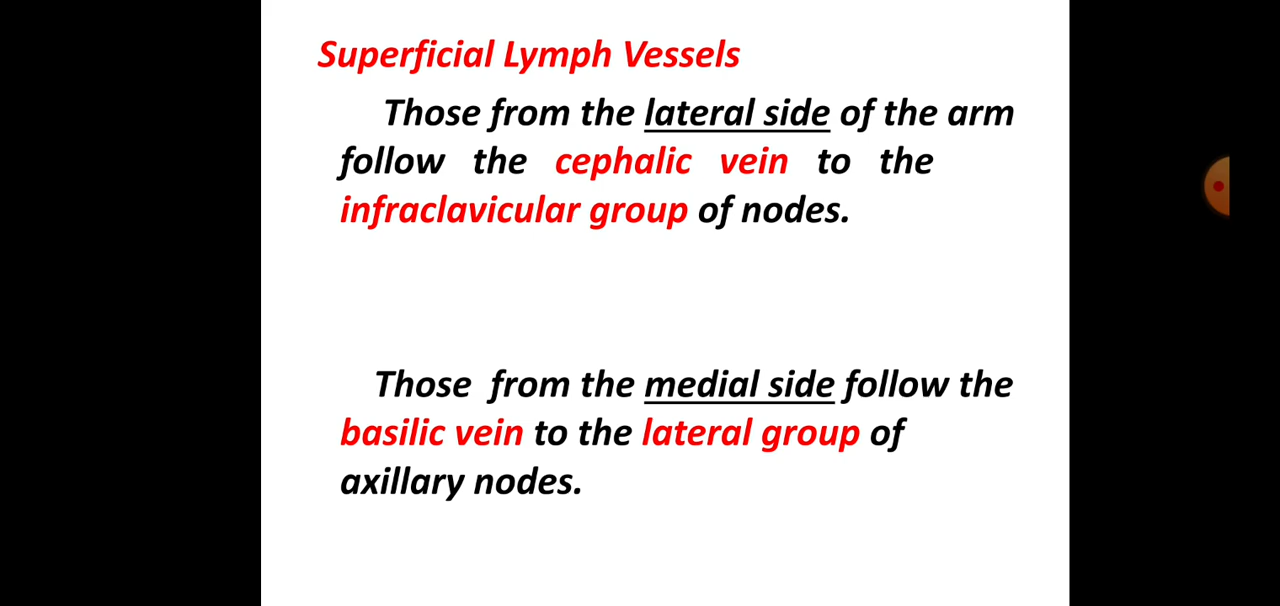 Superficial Lymph Vessels
Those from the lateral side of the arm
follow the cephalic vein to the
infraclavicular group of nodes.
Those from the medial side follow the
basilic vein to the lateral group of
axillary nodes.